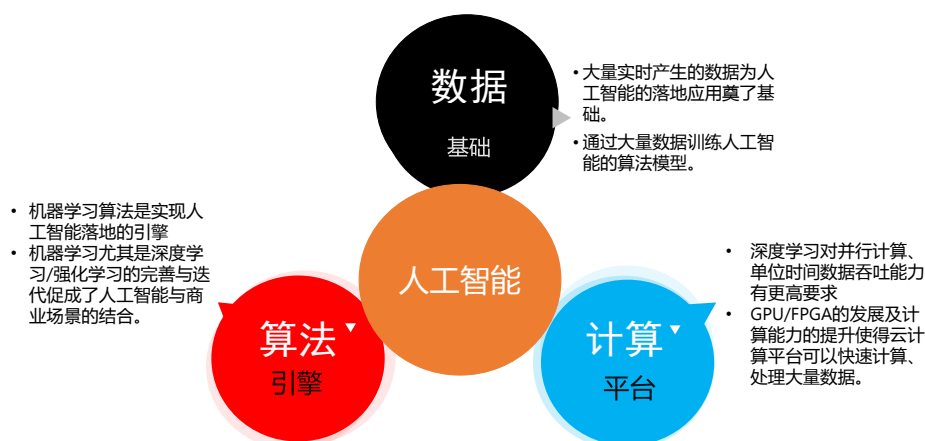 数据
基础
•大量实时产生的数据为人
工智能的落地应用奠了基
础。
•通过大量数据训练人工智
能的算法模型。
人工智能
• 机器学习算法是实现人
工智能落地的引擎
• 机器学习尤其是深度学
习/强化学习的完善与迭
代促成了人工智能与商
业场景的结合。
算法
引擎
计算
平台
• 深度学习对并行计算、
单位时间数据吞吐能力
有更高要求
• GPU/FPGA的发展及计
算能力的提升使得云计
算平台可以快速计算、
处理大量数据。